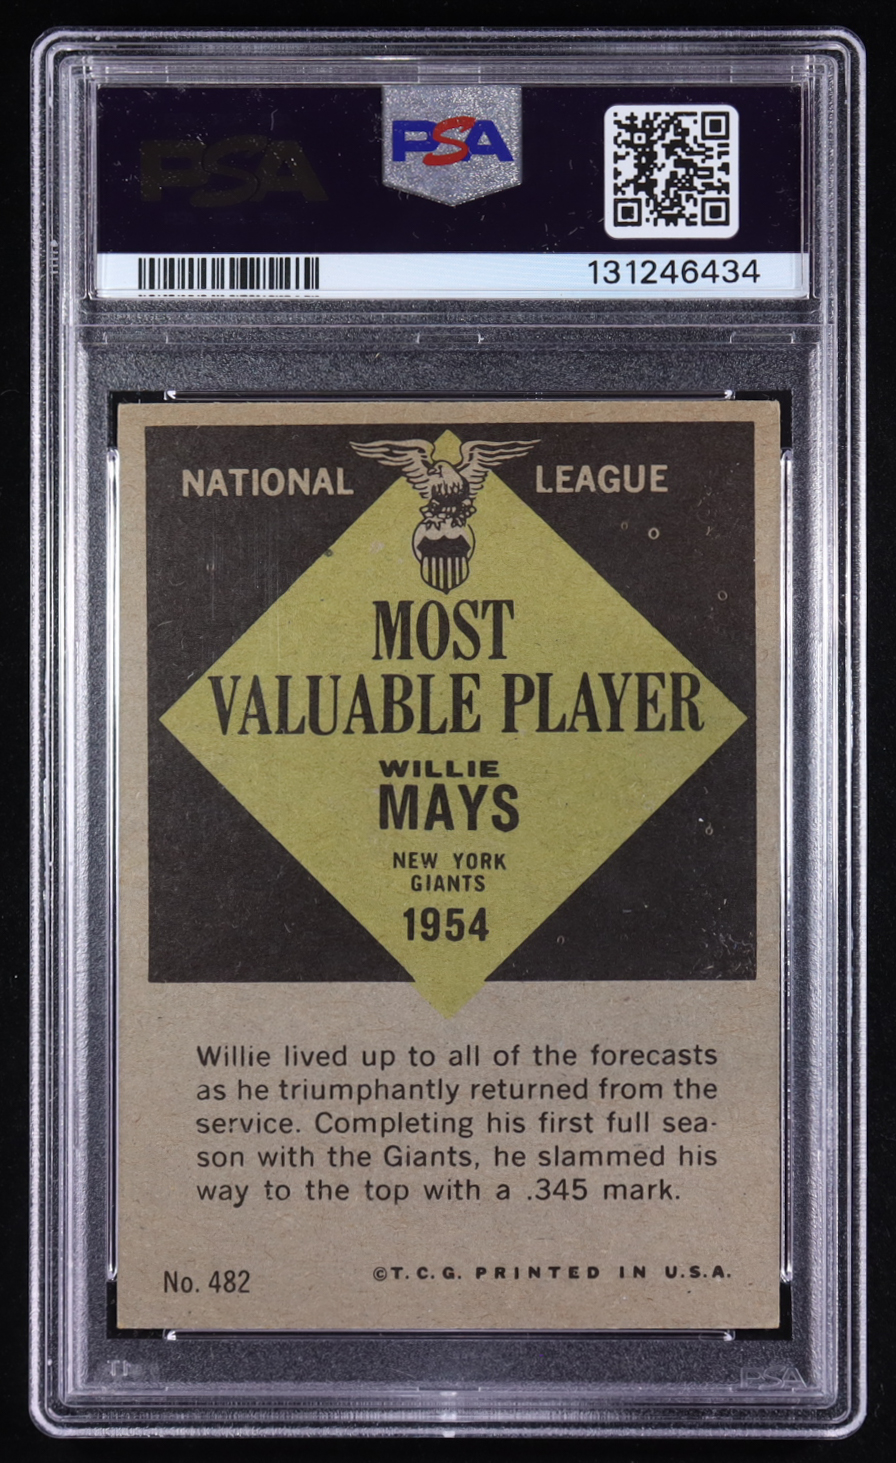 PSA
PSA
131246434
NATIONAL LEAGUE
MOST
VALUABLE PLAYER
WILLIE
MAYS
NEW YORK
GIANTS
1954
Willie lived up to all of the forecasts
as he triumphantly returned from the
service. Completing his first full sea-
son with the Giants, he slammed his
way to the top with a .345 mark.
No. 482
©T.C.G. PRINTED IN U.S.A.
PSA